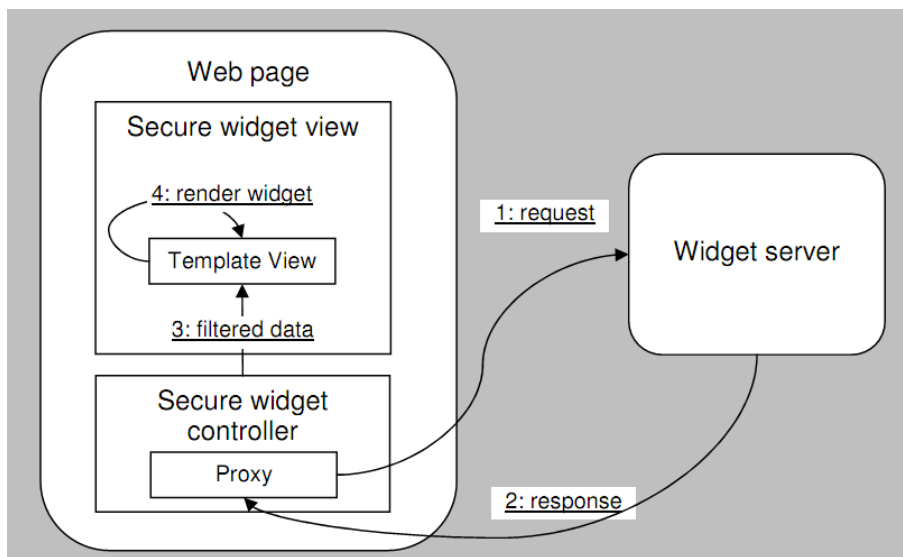 Web page
Secure widget view
4: render widget
Template View
3: filtered data
Secure widget
controller
Proxy
1: request
Widget server
2: response